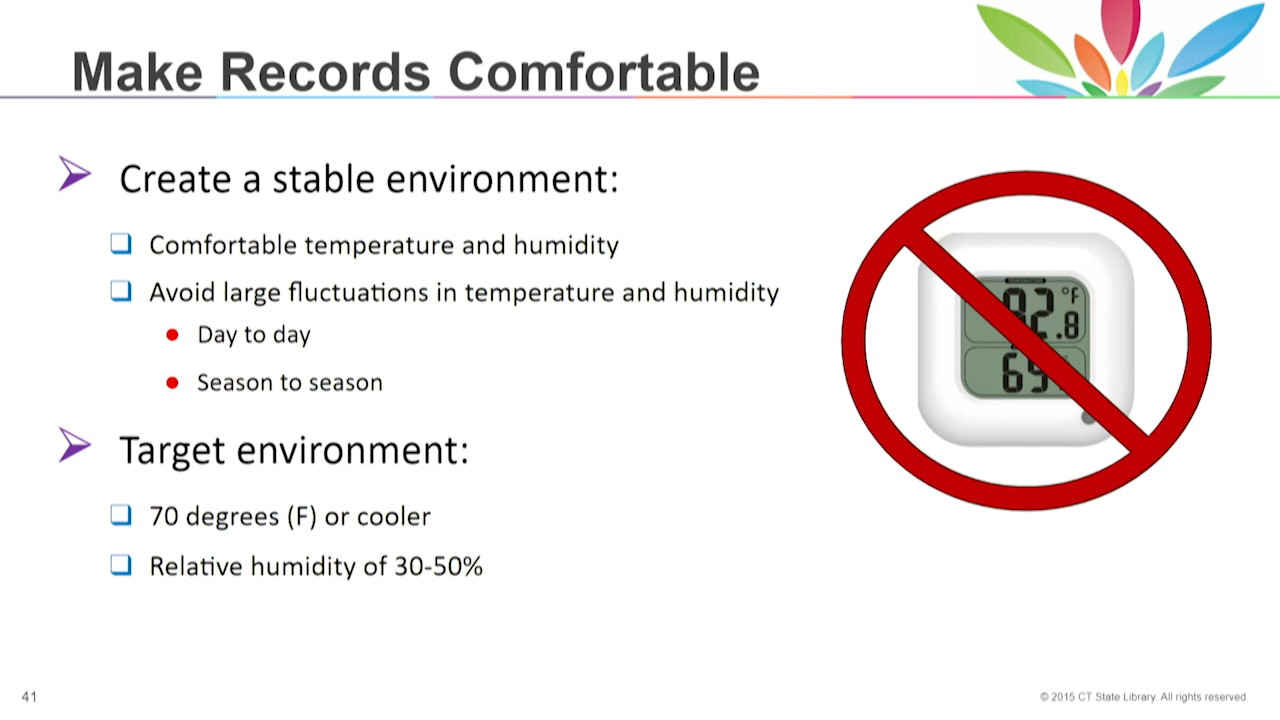 Make Records Comfortable
Create a stable environment:
Comfortable temperature and humidity
Avoid large fluctuations in temperature and humidity
Day to day
Season to season
Target environment:
70 degrees (F) or cooler
Relative humidity of 30-50%
TEMPERATURE
°F
.8
41
© 2015 CT State Library. All rights reserved.